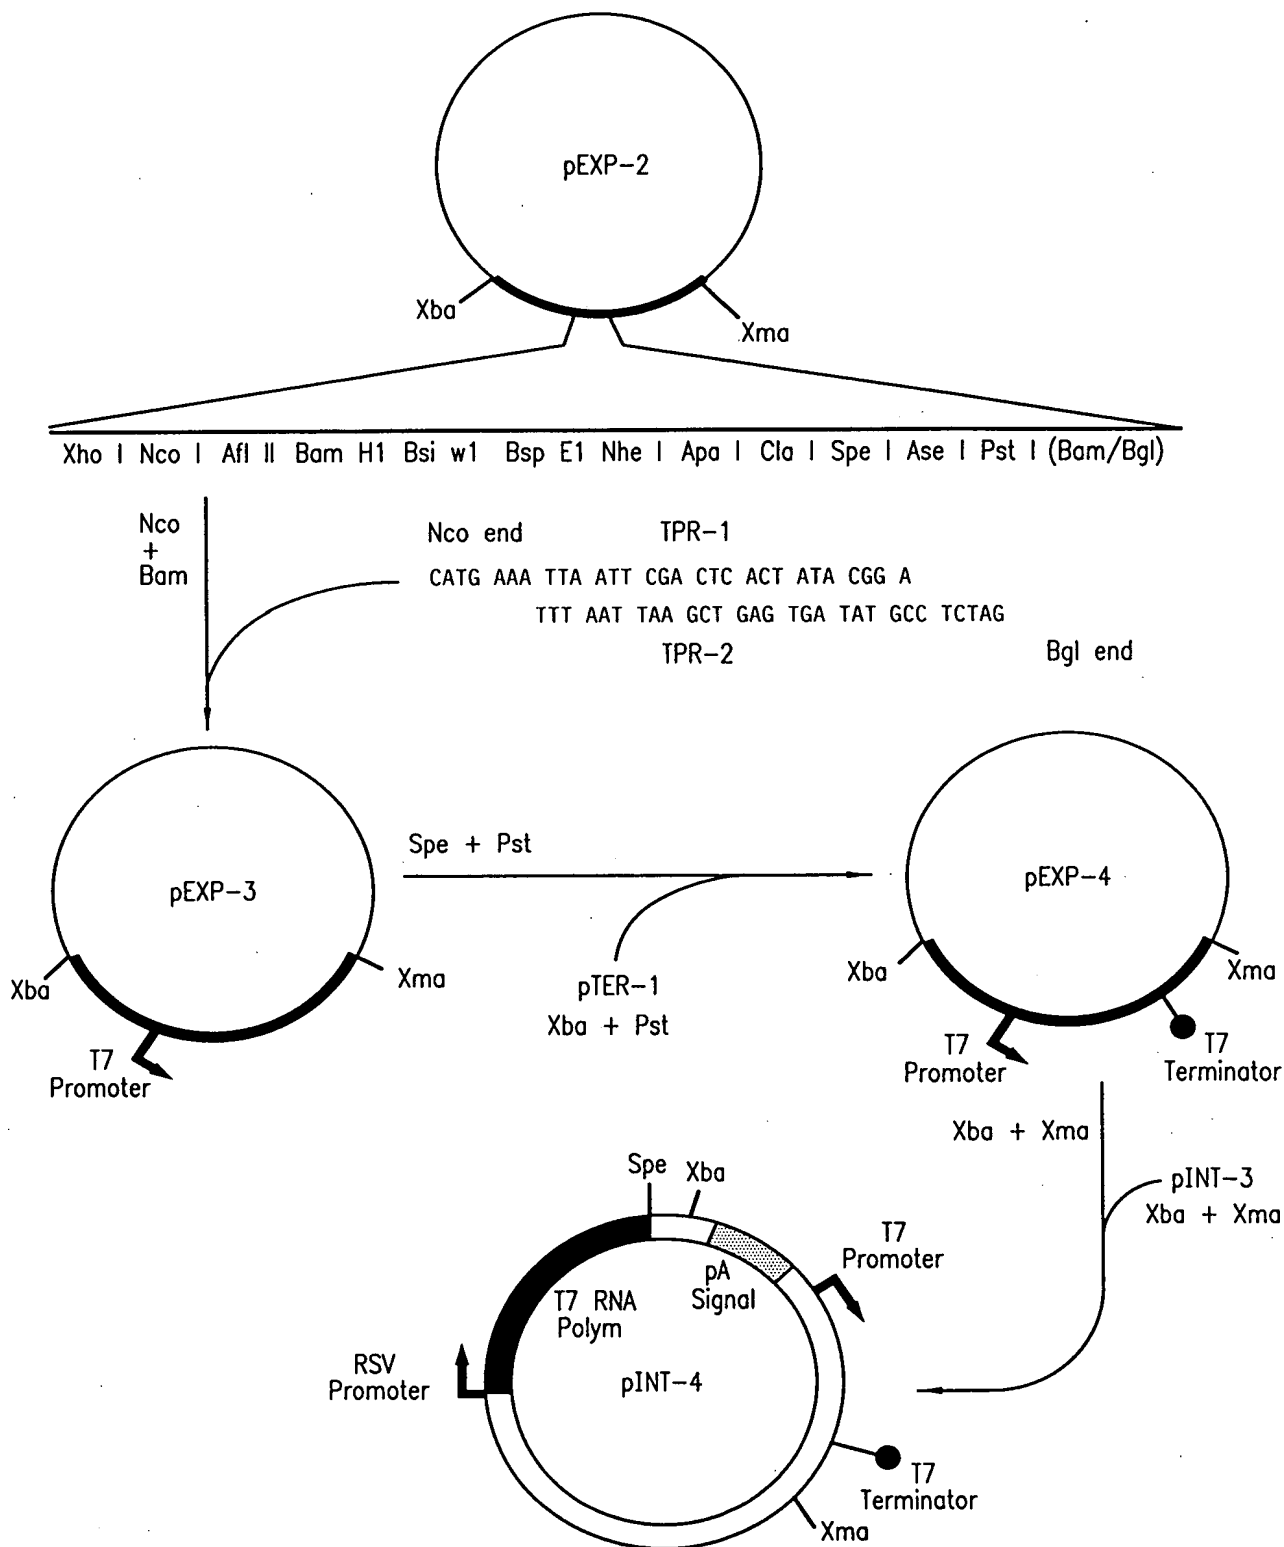 pEXP-2
Xba
Xma
Xho I Nco I Afl II Bam H1 Bsi w1 Bsp E1 Nhe I Apa I Cla I Spe I Ase I Pst I (Bam/Bgl)
Nco
+
Bam
Nco end TPR-1
CATG AAA TTA ATT CGA CTC ACT ATA CGG A
TTT AAT TAA GCT GAG TGA TAT GCC TCTAG
TPR-2 Bgl end
Spe + Pst
pEXP-3
pEXP-4
Xba
Xma
pTER-1
Xba + Pst
Xba
Xma
T7
Promoter
T7
Promoter
T7
Terminator
Xba + Xma
pINT-3
Xba + Xma
Spe
Xba
T7
Promoter
pA
Signal
T7 RNA
Polym
RSV
Promoter
pINT-4
T7
Terminator
Xma